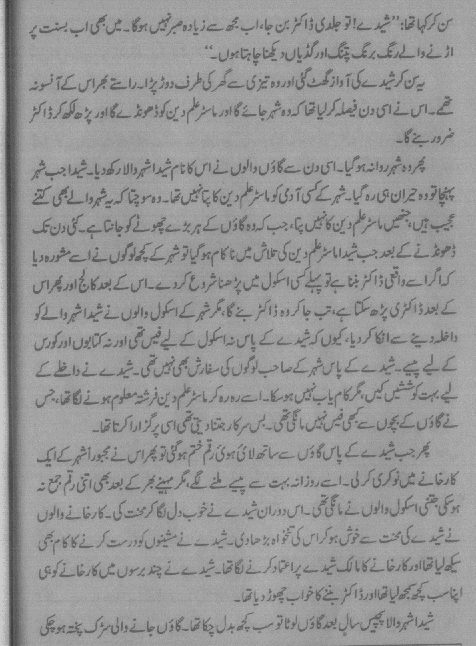 سن کر کہا تھا: ’’شیدے! تو جلدی ڈاکٹر بن جا، اب مجھ سے زیادہ صبر نہیں ہوگا۔ میں بھی اب بسنت پر
اڑنے والے رنگ برنگ پتنگ اور گڈیاں دیکھنا چاہتا ہوں۔‘‘
یہ سن کر شیدے کی آواز گھٹ گئی اور وہ تیزی سے گھر کی طرف دوڑ پڑا۔ راستے بھر اس کے آنسو نہ
تھمے۔ اس نے اسی دن فیصلہ کر لیا تھا کہ وہ شہر جائے گا اور ماسٹر علم دین کو ڈھونڈے گا اور پڑھ لکھ کر ڈاکٹر
ضرور بنے گا۔
پھر وہ شہر روانہ ہو گیا۔ اسی دن سے گاؤں والوں نے اس کا نام شیدا شہر والا رکھ دیا۔ شیدا جب شہر
پہنچا تو وہ حیران ہی رہ گیا۔ شہر کے کسی آدمی کو ماسٹر علم دین کا پتا نہیں تھا۔ وہ سوچتا کہ یہ شہر والے بھی کتنے
عجیب ہیں، جنھیں ماسٹر علم دین کا نہیں پتا، جب کہ وہ گاؤں کے ہر بڑے چھوٹے کو جانتا ہے۔ کئی دن تک
ڈھونڈنے کے بعد جب شیدا ماسٹر علم دین کی تلاش میں ناکام ہو گیا تو شہر کے کچھ لوگوں نے اسے مشورہ دیا
کہ اگر اسے واقعی ڈاکٹر بننا ہے تو پہلے کسی اسکول میں پڑھنا شروع کر دے۔ اس کے بعد کالج اور پھر اس
کے بعد ڈاکٹری پڑھ سکتا ہے، تب جا کر وہ ڈاکٹر بنے گا، مگر شہر کے اسکول والوں نے شیدا شہر والے کو
داخلہ دینے سے انکار کر دیا، کیوں کہ شیدے کے پاس نہ اسکول کے لیے فیس تھی اور نہ کتابوں اور کورس
کے لیے پیسے۔ شیدے کے پاس شہر کے صاحب لوگوں کی سفارش بھی نہیں تھی۔ شیدے نے داخلے کے
لیے بہت کوششیں کیں، مگر کام یاب نہیں ہو سکا۔ اسے رہ رہ کر ماسٹر علم دین فرشتہ معلوم ہونے لگا تھا، جس
نے گاؤں کے بچوں سے کبھی فیس نہیں مانگی تھی۔ بس سرکار جتنا دیتی تھی اسی پر گزارا کرتا تھا۔
پھر جب شیدے کے پاس گاؤں سے ساتھ لائی ہوئی رقم ختم ہو گئی تو پھر اس نے مجبوراً شہر کے ایک
کارخانے میں نوکری کر لی۔ اسے روزانہ بہت سے پیسے ملنے لگے، مگر مہینے بھر کے بعد بھی اتنی رقم جمع نہ
ہو سکی جتنی اسکول والوں نے مانگی تھی۔ اس دوران شیدے نے خوب دل لگا کر محنت کی۔ کارخانے والوں
نے شیدے کی محنت سے خوش ہو کر اس کی تنخواہ بڑھا دی۔ شیدے نے مشینوں کو درست کرنے کا کام بھی
سیکھ لیا تھا اور کارخانے کا مالک شیدے پر اعتماد کرنے لگا تھا۔ شیدے نے چند برسوں میں کارخانے کو ہی
اپنا سب کچھ سمجھ لیا تھا اور ڈاکٹر بننے کا خواب چھوڑ دیا تھا۔
شیدا شہر والا پچیس سال بعد گاؤں لوٹا تو سب کچھ بدل چکا تھا۔ گاؤں جانے والی سڑک پختہ ہو چکی